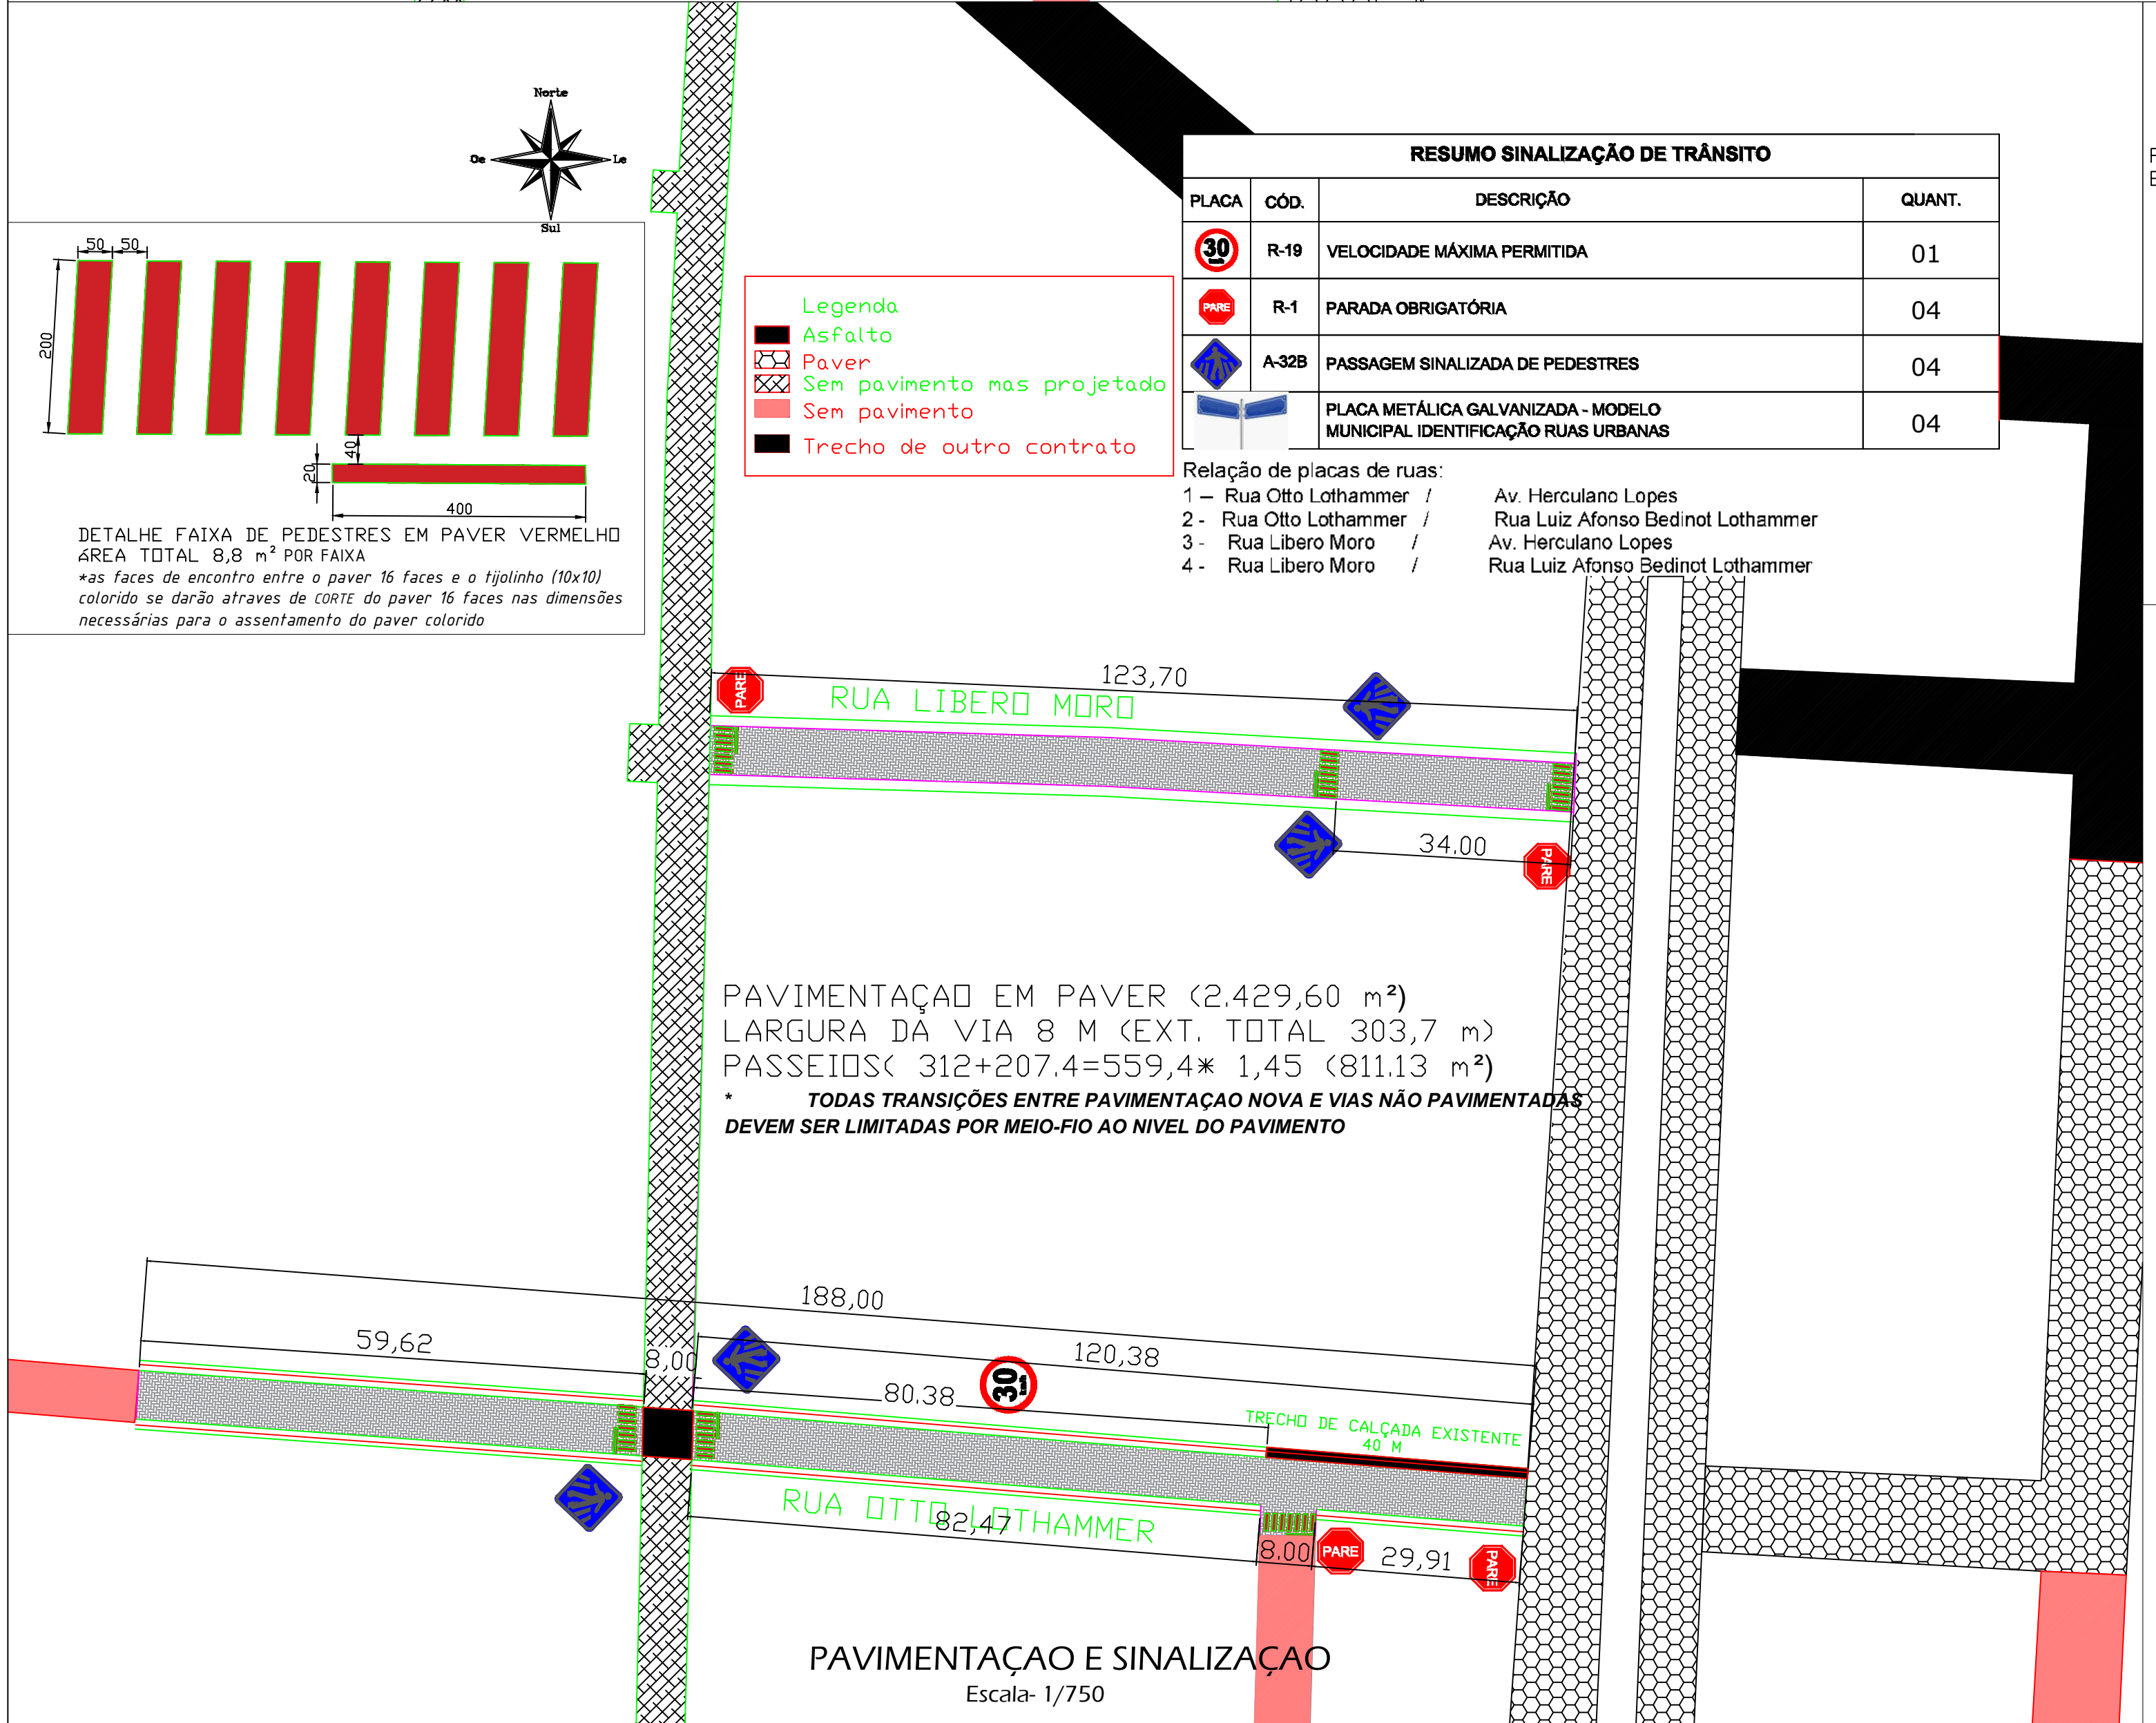 Norte
Oe
Le
Sul
50
50
200
40
20
400
DETALHE FAIXA DE PEDESTRES EM PAVER VERMELHO
ÁREA TOTAL 8,8 m² POR FAIXA
*as faces de encontro entre o paver 16 faces e o tijolinho (10x10)
colorido se darão atraves de CORTE do paver 16 faces nas dimensões
necessárias para o assentamento do paver colorido
Legenda
Asfalto
Paver
Sem pavimento mas projetado
Sem pavimento
Trecho de outro contrato
RESUMO SINALIZAÇÃO DE TRÂNSITO
PLACA CÓD. DESCRIÇÃO QUANT.
30 km/h R-19 VELOCIDADE MÁXIMA PERMITIDA 01
PARE R-1 PARADA OBRIGATÓRIA 04
A-32B PASSAGEM SINALIZADA DE PEDESTRES 04
PLACA METÁLICA GALVANIZADA - MODELO
MUNICIPAL IDENTIFICAÇÃO RUAS URBANAS 04
Relação de placas de ruas:
1 – Rua Otto Lothammer / Av. Herculano Lopes
2 - Rua Otto Lothammer / Rua Luiz Afonso Bedinot Lothammer
3 - Rua Libero Moro / Av. Herculano Lopes
4 - Rua Libero Moro / Rua Luiz Afonso Bedinot Lothammer
123,70
PARE
RUA LIBERO MORO
34.00
PARE
PAVIMENTAÇAO EM PAVER (2.429,60 m²)
LARGURA DA VIA 8 M (EXT. TOTAL 303,7 m)
PASSEIOS( 312+207.4=559,4* 1,45 (811.13 m²)
* TODAS TRANSIÇÕES ENTRE PAVIMENTAÇAO NOVA E VIAS NÃO PAVIMENTADAS
DEVEM SER LIMITADAS POR MEIO-FIO AO NIVEL DO PAVIMENTO
188,00
59,62
8,00
120,38
80.38
30 km/h
TRECHO DE CALÇADA EXISTENTE
40 M
RUA OTTO LOTHAMMER
82,47
8.00
PARE
29,91
PARE
PAVIMENTAÇAO E SINALIZAÇAO
Escala- 1/750